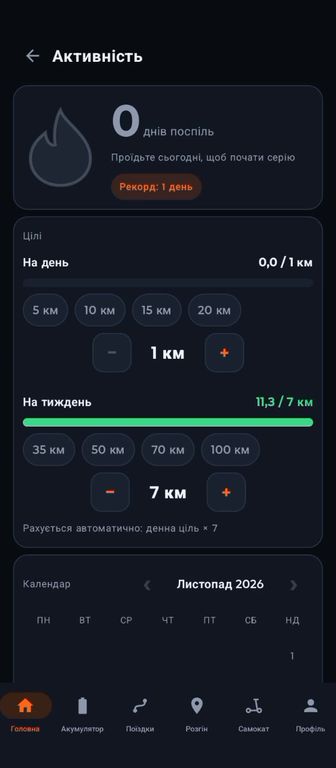 Активність
0 днів поспіль
Пройдьте сьогодні, щоб почати серію
Рекорд: 1 день
Цілі
На день 0,0 / 1 км
5 км 10 км 15 км 20 км
− 1 км +
На тиждень 11,3 / 7 км
35 км 50 км 70 км 100 км
− 7 км +
Рахується автоматично: денна ціль × 7
Календар ‹ Листопад 2026 ›
ПН ВТ СР ЧТ ПТ СБ НД
1
Головна Акумулятор Поїздки Розгін Самокат Профіль